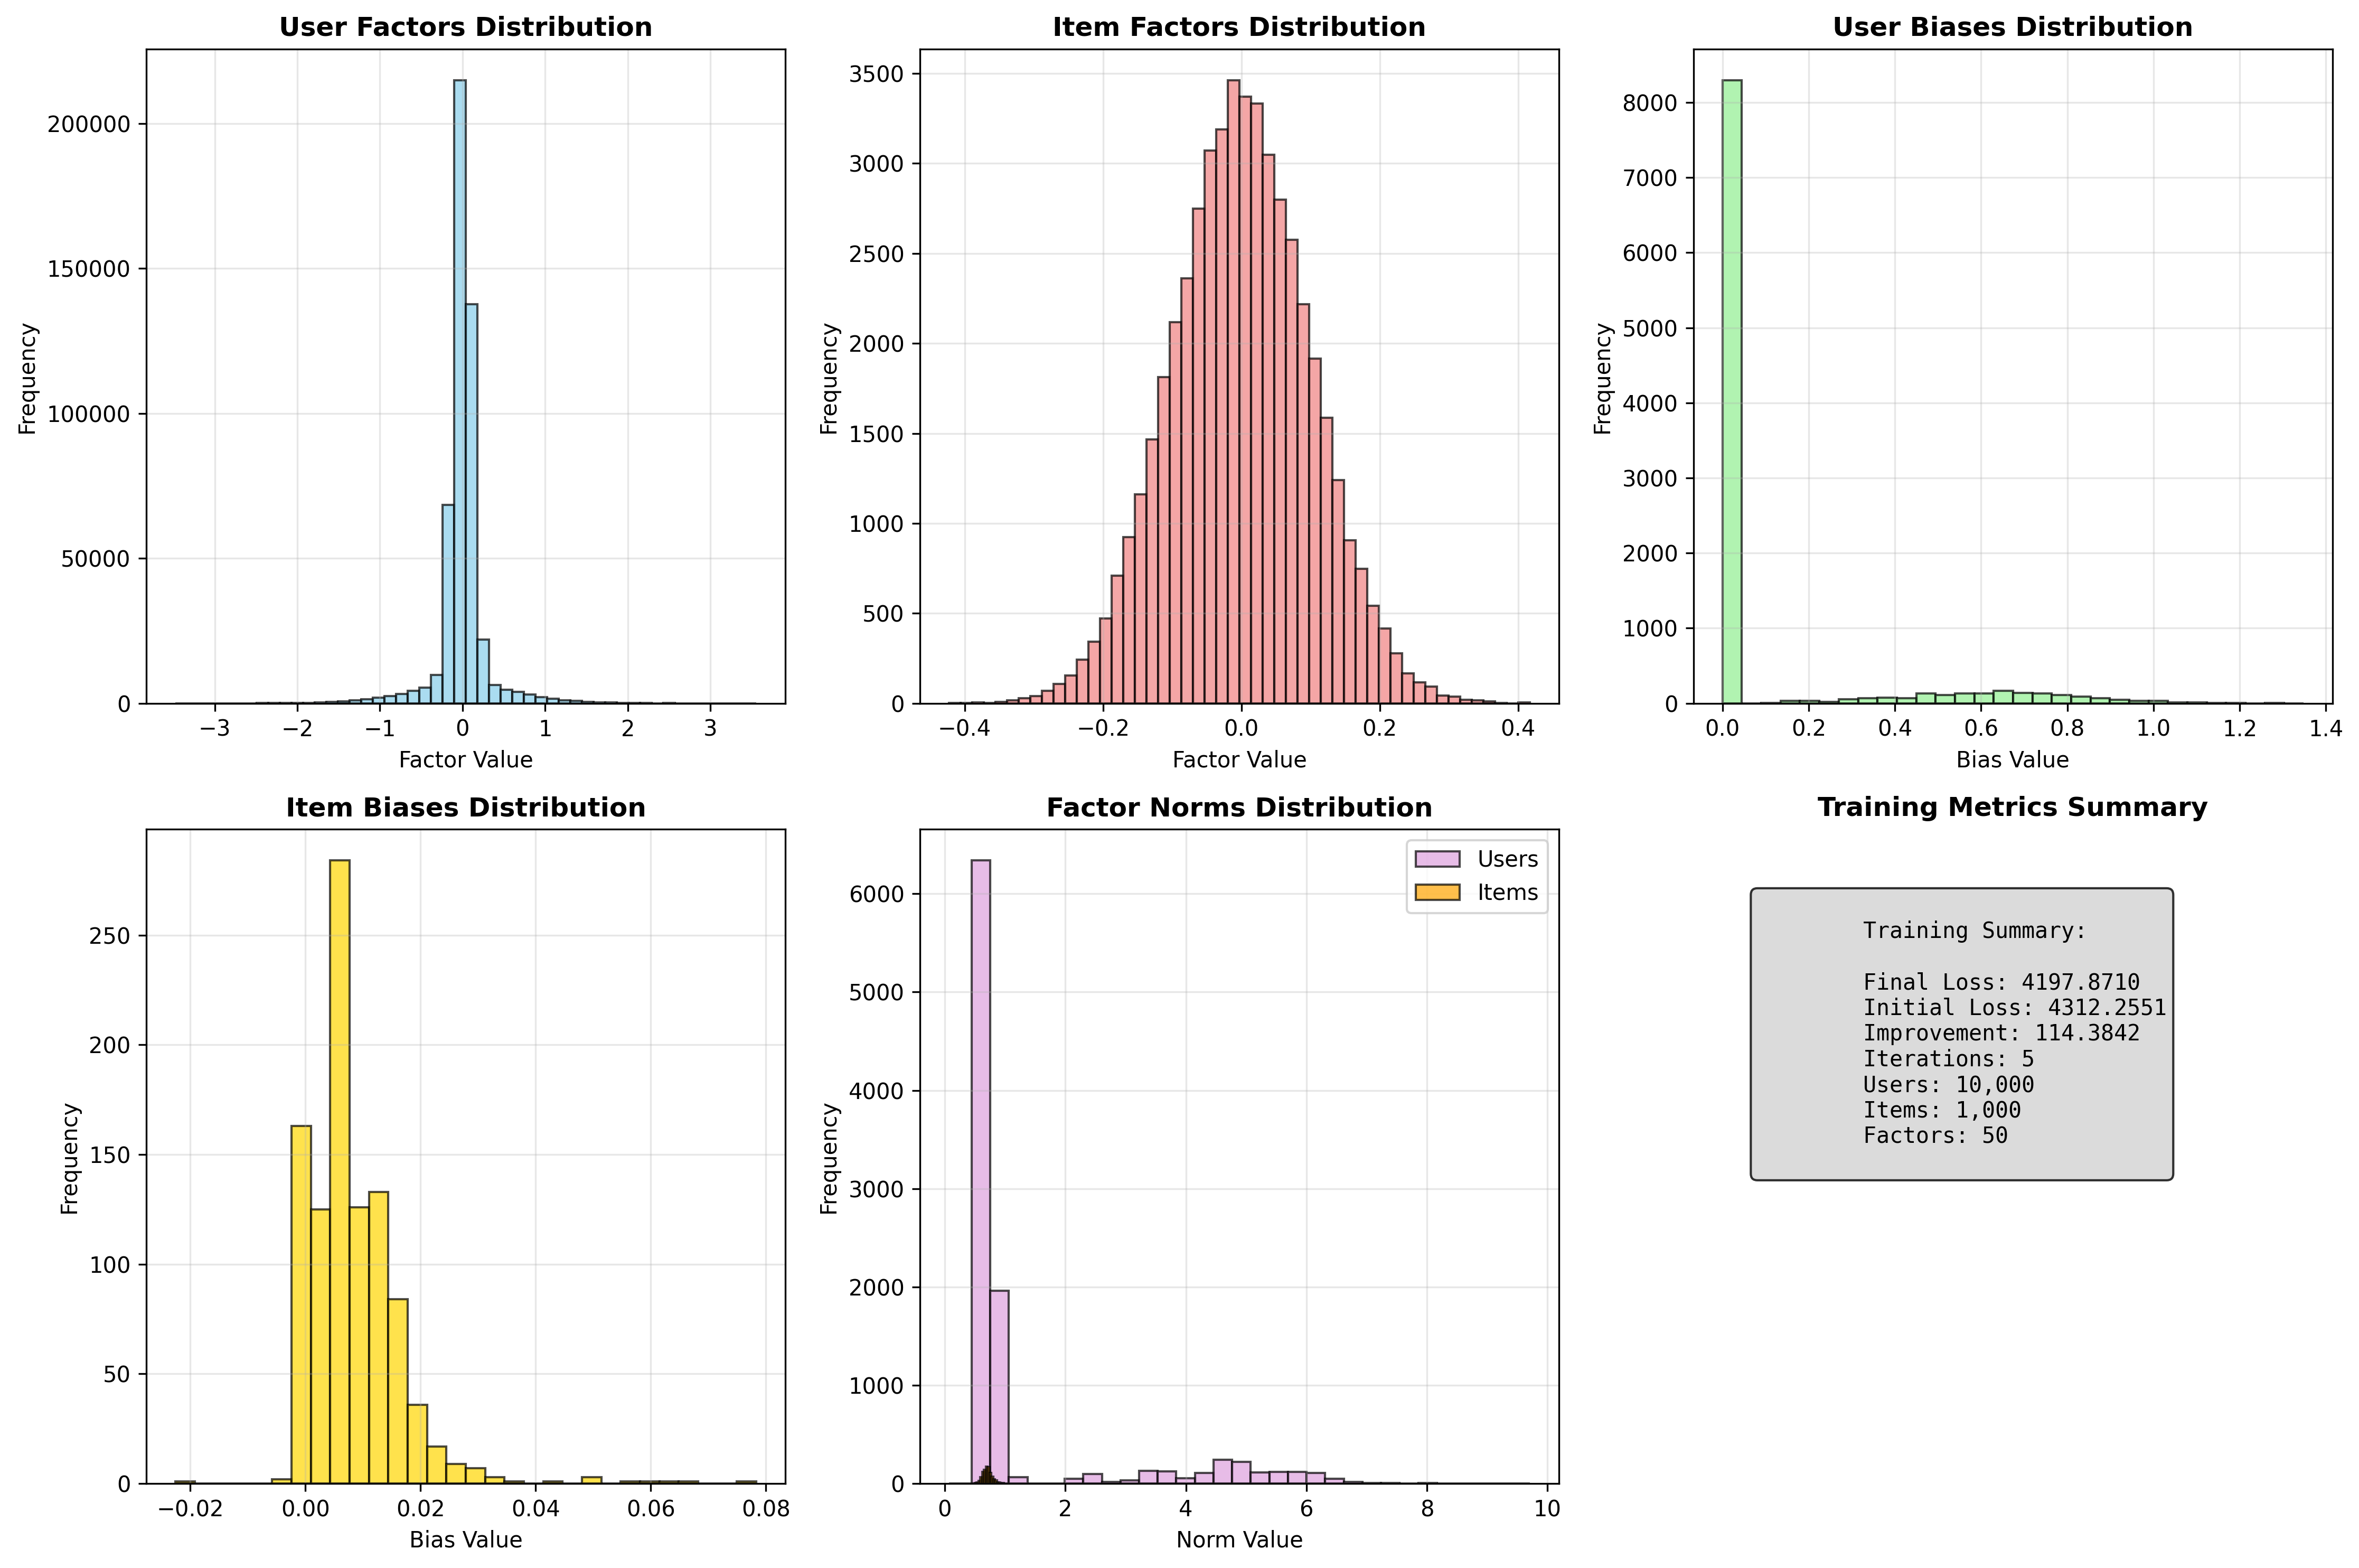 User Factors Distribution
Frequency
200000
150000
100000
50000
0
−3 −2 −1 0 1 2 3
Factor Value
Item Factors Distribution
Frequency
3500
3000
2500
2000
1500
1000
500
0
−0.4 −0.2 0.0 0.2 0.4
Factor Value
User Biases Distribution
Frequency
8000
7000
6000
5000
4000
3000
2000
1000
0
0.0 0.2 0.4 0.6 0.8 1.0 1.2 1.4
Bias Value
Item Biases Distribution
Frequency
250
200
150
100
50
0
−0.02 0.00 0.02 0.04 0.06 0.08
Bias Value
Factor Norms Distribution
Users
Items
Frequency
6000
5000
4000
3000
2000
1000
0
0 2 4 6 8 10
Norm Value
Training Metrics Summary
Training Summary:
Final Loss: 4197.8710
Initial Loss: 4312.2551
Improvement: 114.3842
Iterations: 5
Users: 10,000
Items: 1,000
Factors: 50